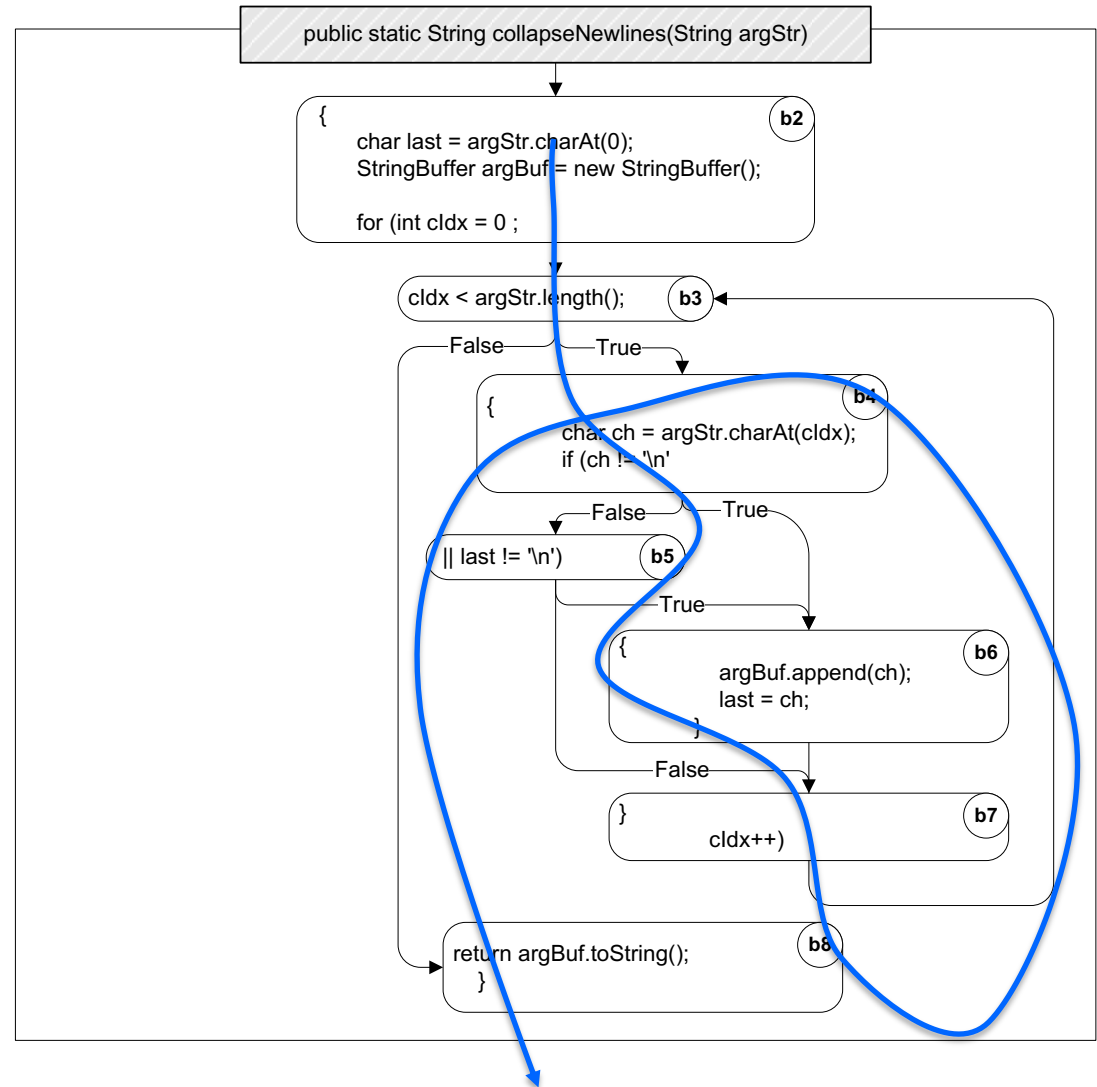 public static String collapseNewlines(String argStr)
{
b2
char last = argStr.charAt(0);
StringBuffer argBuf = new StringBuffer();
for (int cIdx = 0 ;
cIdx < argStr.length();
b3
False
True
b4
{
char ch = argStr.charAt(cIdx);
if (ch != '\n'
False
True
|| last != '\n')
b5
True
{
b6
argBuf.append(ch);
last = ch;
}
False
}
b7
cIdx++)
b8
return argBuf.toString();
}